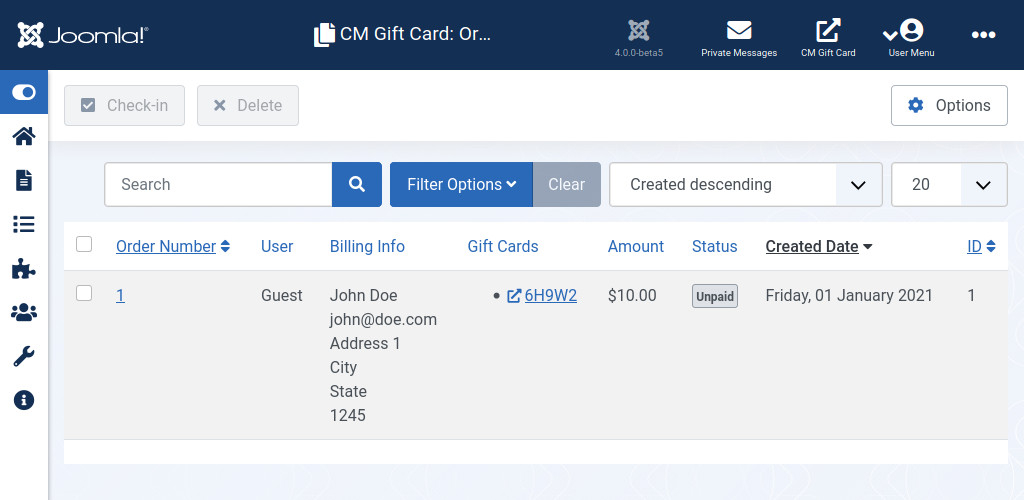 Joomla!®
CM Gift Card: Or...
4.0.0-beta5
Private Messages
CM Gift Card
User Menu
Check-in
Delete
Options
Search
Filter Options
Clear
Created descending
20
Order Number User Billing Info Gift Cards Amount Status Created Date ID
1 Guest John Doe 6H9W2 $10.00 Unpaid Friday, 01 January 2021 1
john@doe.com
Address 1
City
State
1245